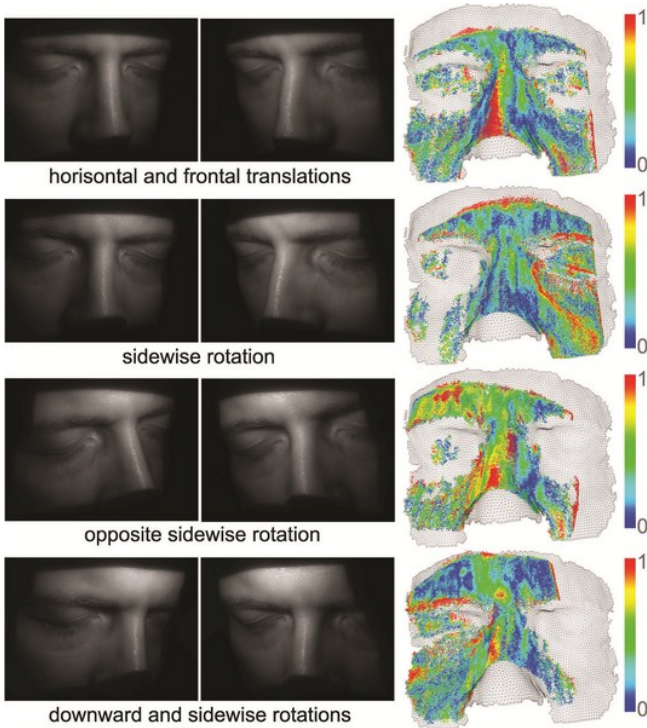 1
0
horisontal and frontal translations
1
0
sidewise rotation
1
0
opposite sidewise rotation
1
0
downward and sidewise rotations